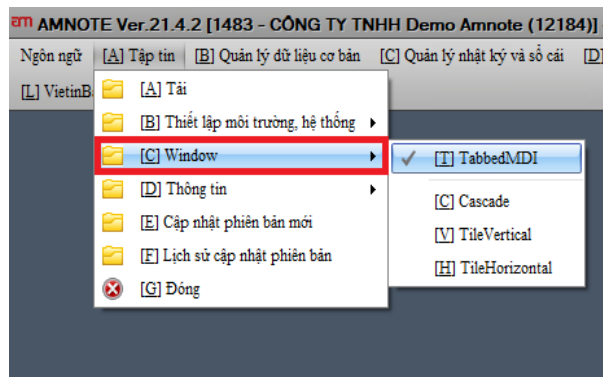 am AMNOTE Ver.21.4.2 [1483 - CÔNG TY TNHH Demo Amnote (12184)]
Ngôn ngữ [A] Tập tin [B] Quản lý dữ liệu cơ bản [C] Quản lý nhật ký và sổ cái [D]
[L] VietinB
[A] Tải
[B] Thiết lập môi trường, hệ thống
[C] Window
[T] TabbedMDI
[D] Thông tin
[C] Cascade
[E] Cập nhật phiên bản mới
[V] TileVertical
[F] Lịch sử cập nhật phiên bản
[H] TileHorizontal
[G] Đóng